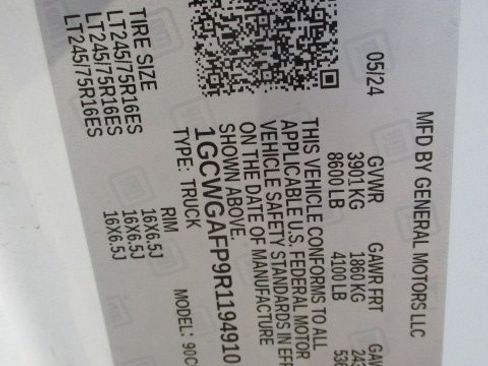 MFD BY GENERAL MOTORS LLC
05/24
GVWR GAWR FRT
3901 KG 1860 KG
8600 LB 4100 LB
THIS VEHICLE CONFORMS TO ALL
APPLICABLE U.S. FEDERAL MOTOR
VEHICLE SAFETY STANDARDS IN
ON THE DATE OF MANUFACTURE
SHOWN ABOVE.
1GCWGAFP9R1194910
TYPE: TRUCK MODEL:
TIRE SIZE RIM
LT245/75R16ES 16X6.5J
LT245/75R16ES 16X6.5J
LT245/75R16ES 16X6.5J